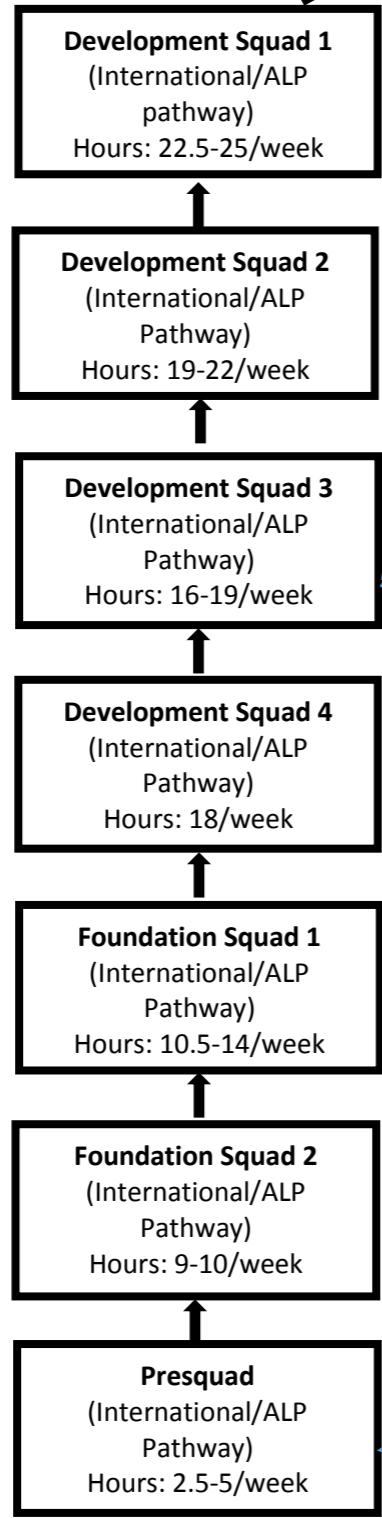 Development Squad 1
(International/ALP
pathway)
Hours: 22.5-25/week
Development Squad 2
(International/ALP
Pathway)
Hours: 19-22/week
Development Squad 3
(International/ALP
Pathway)
Hours: 16-19/week
Development Squad 4
(International/ALP
Pathway)
Hours: 18/week
Foundation Squad 1
(International/ALP
Pathway)
Hours: 10.5-14/week
Foundation Squad 2
(International/ALP
Pathway)
Hours: 9-10/week
Presquad
(International/ALP
Pathway)
Hours: 2.5-5/week